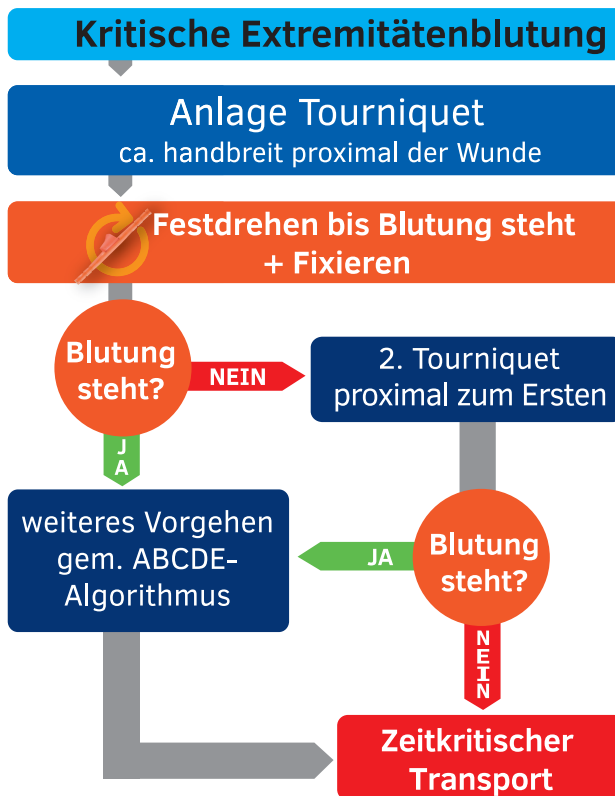 Kritische Extremitätenblutung
Anlage Tourniquet
ca. handbreit proximal der Wunde
Festdrehen bis Blutung steht
+ Fixieren
Blutung
steht?
NEIN
2. Tourniquet
proximal zum Ersten
JA
weiteres Vorgehen
gem. ABCDE-
Algorithmus
JA
Blutung
steht?
NEIN
Zeitkritischer
Transport